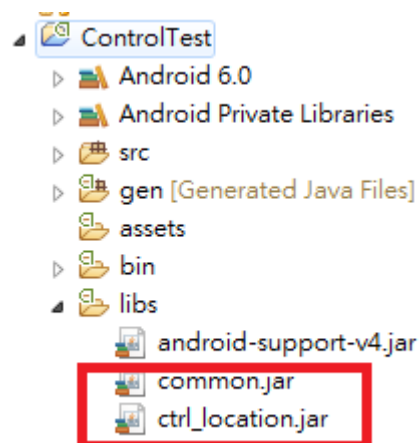 ControlTest
Android 6.0
Android Private Libraries
src
gen [Generated Java Files]
assets
bin
libs
android-support-v4.jar
common.jar
ctrl_location.jar